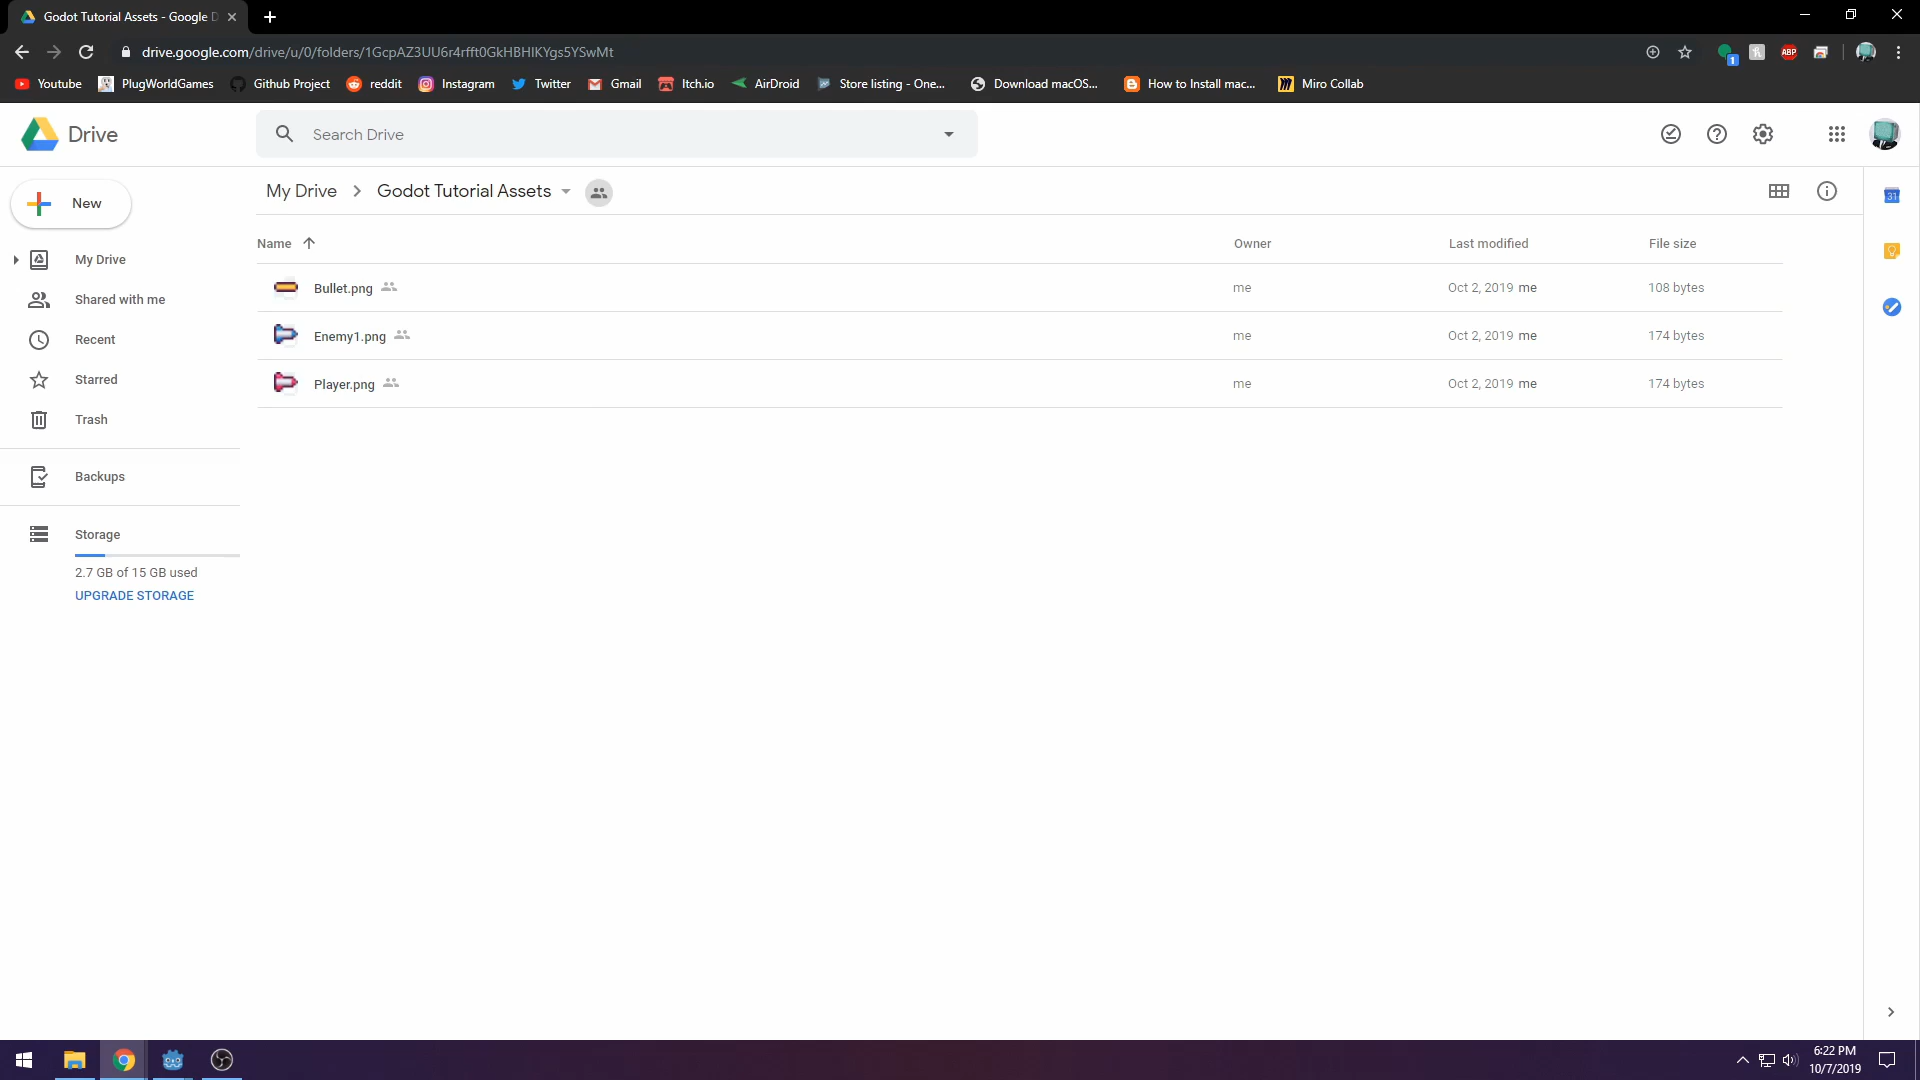 Godot Tutorial Assets - Google D
drive.google.com/drive/u/0/folders/1GcpAZ3UU6r4rfft0GkHBHIKYgs5YSwMt
1
ABP
Youtube PlugWorldGames Github Project reddit Instagram Twitter Gmail Itch.io AirDroid Store listing - One... Download macOS... How to Install mac... Miro Collab
Drive
Search Drive
New
My Drive > Godot Tutorial Assets
31
Name Owner Last modified File size
My Drive
Bullet.png me Oct 2, 2019 me 108 bytes
Shared with me
Enemy1.png me Oct 2, 2019 me 174 bytes
Recent
Player.png me Oct 2, 2019 me 174 bytes
Starred
Trash
Backups
Storage
2.7 GB of 15 GB used
UPGRADE STORAGE
6:22 PM
10/7/2019